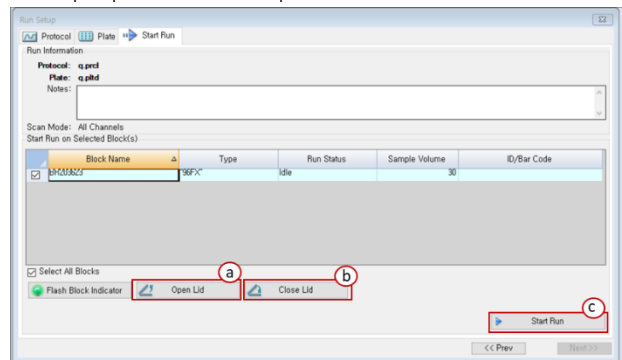 Run Setup
Protocol Plate Start Run
Run Information
Protocol: q.prcl
Plate: q.pltd
Notes:
Scan Mode: All Channels
Start Run on Selected Block(s)
Block Name Type Run Status Sample Volume ID/Bar Code
BR203623 "96FX" Idle 30
Select All Blocks
a b
Flash Block Indicator Open Lid Close Lid
c
Start Run
<< Prev Next >>